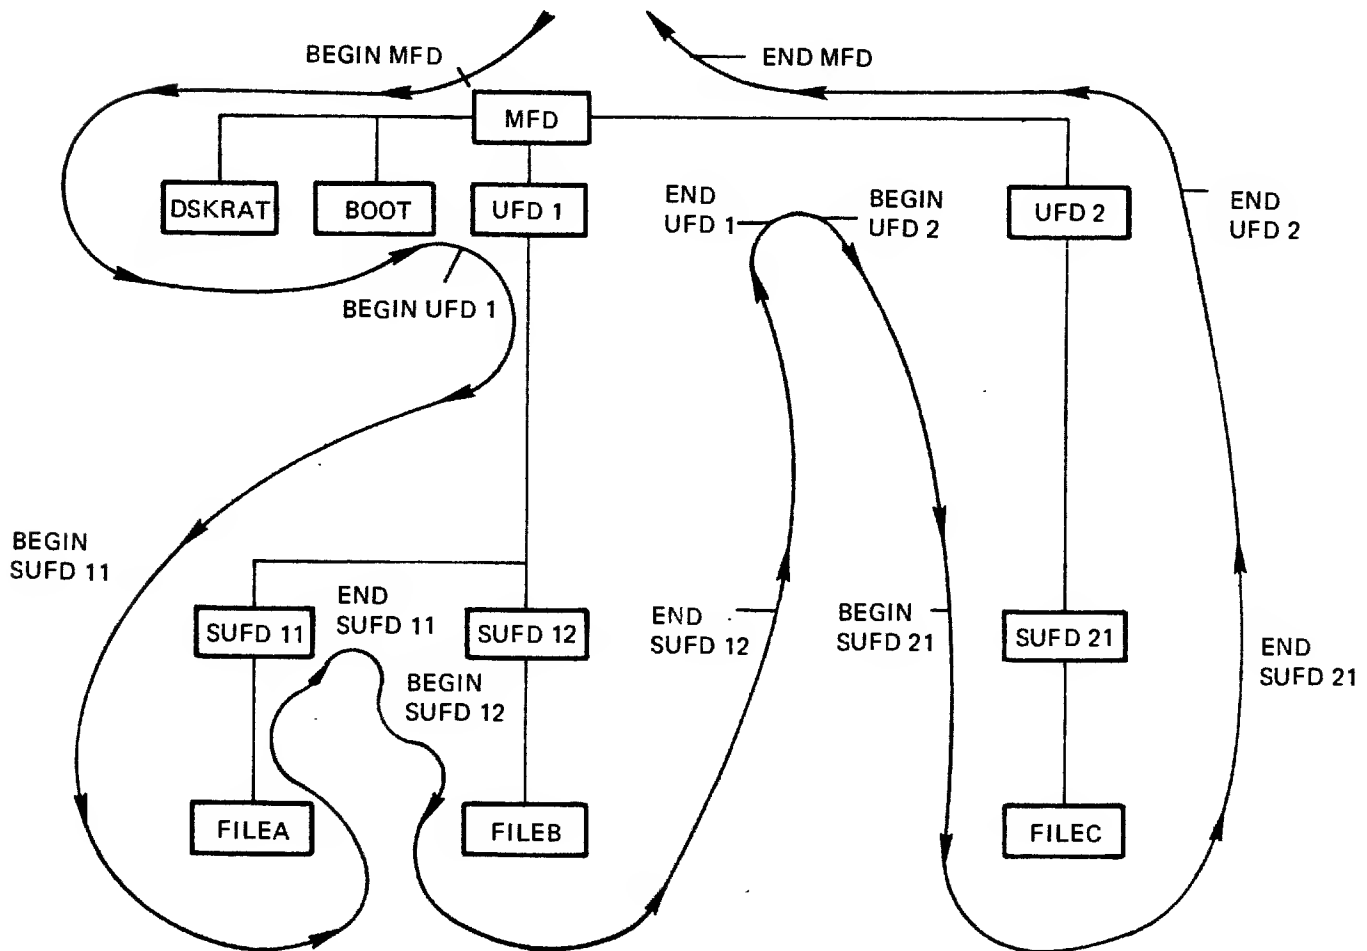 BEGIN MFD
END MFD
MFD
DSKRAT
BOOT
UFD 1
END
UFD 1
BEGIN
UFD 2
UFD 2
END
UFD 2
BEGIN UFD 1
BEGIN
SUFD 11
SUFD 11
END
SUFD 11
SUFD 12
BEGIN
SUFD 12
END
SUFD 12
BEGIN
SUFD 21
SUFD 21
END
SUFD 21
FILEA
FILEB
FILEC